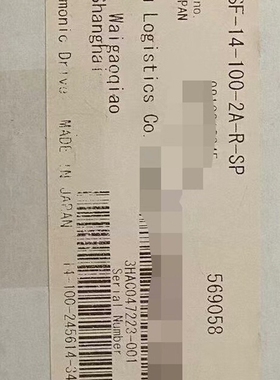 SF-14-100-2A-R-SP
no.
PAN
Logistics Co.
Waigaoqiao
Shanghai
569058
3HAC047223-001
Serial Number
monic Drive MADE IN JAPAN
14-100-245614-34